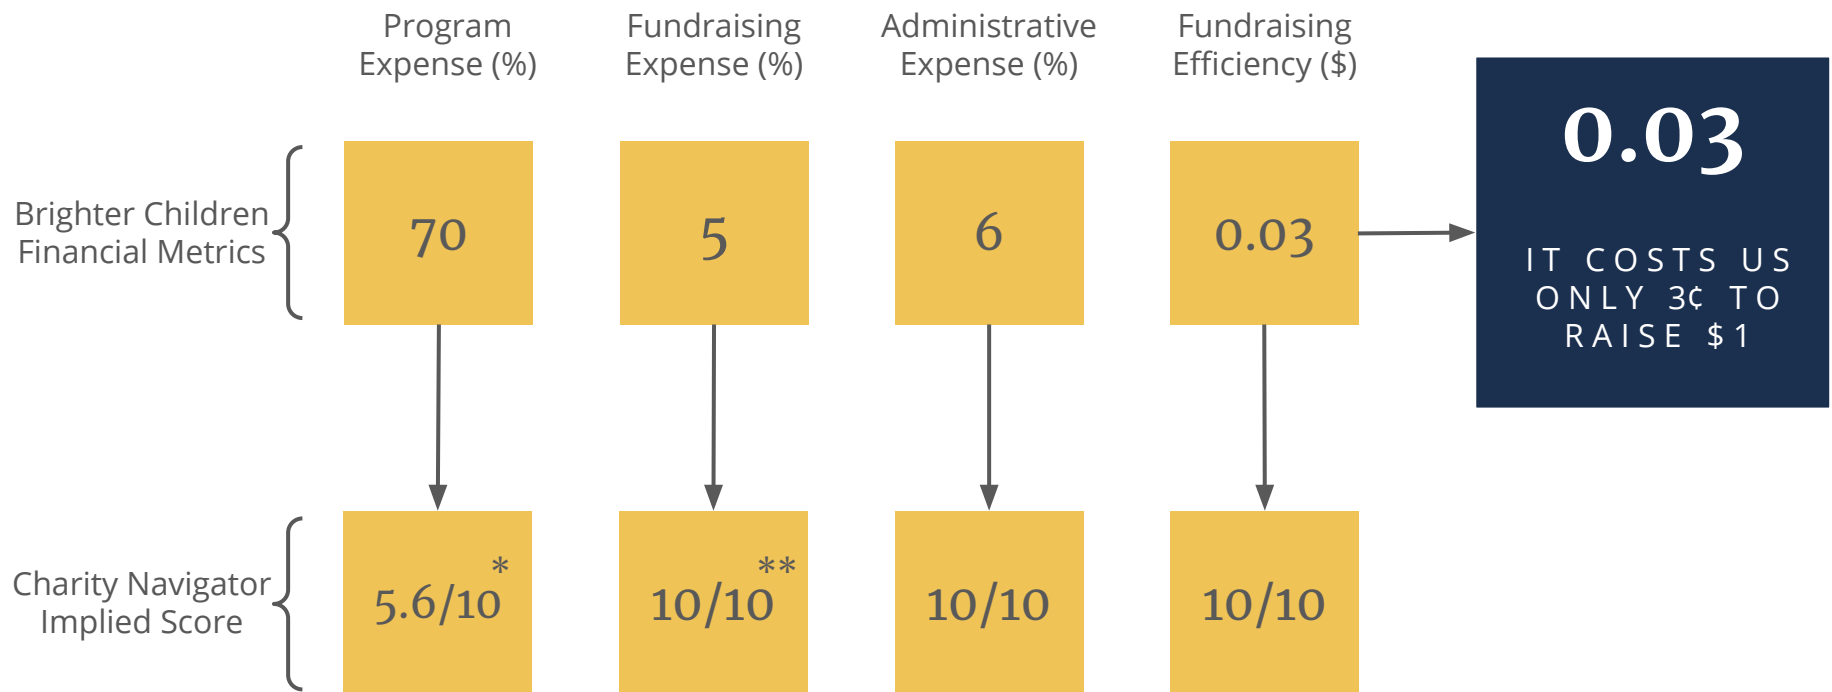 Program
Expense (%)
Fundraising
Expense (%)
Administrative
Expense (%)
Fundraising
Efficiency ($)
Brighter Children
Financial Metrics
70
5
6
0.03
0.03
IT COSTS US
ONLY 3¢ TO
RAISE $1
Charity Navigator
Implied Score
5.6/10*
10/10**
10/10
10/10